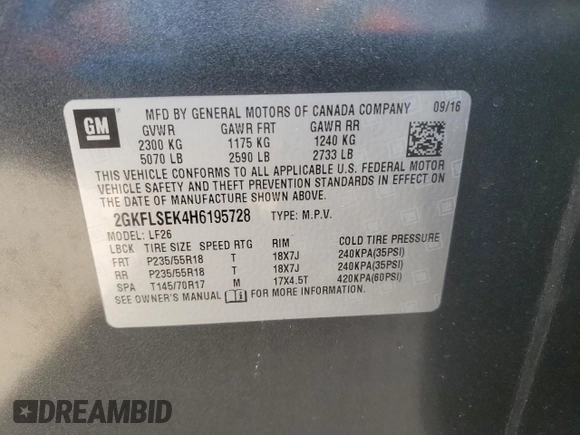 GM
MFD BY GENERAL MOTORS OF CANADA COMPANY 09/16
GVWR GAWR FRT GAWR RR
2300 KG 1175 KG 1240 KG
5070 LB 2590 LB 2733 LB
THIS VEHICLE CONFORMS TO ALL APPLICABLE U.S. FEDERAL MOTOR
VEHICLE SAFETY AND THEFT PREVENTION STANDARDS IN EFFECT ON
THE DATE OF MANUFACTURE SHOWN ABOVE.
2GKFLSEK4H6195728 TYPE: M.P.V.
MODEL: LF26
LBCK TIRE SIZE SPEED RTG RIM COLD TIRE PRESSURE
FRT P235/55R18 T 18X7J 240KPA(35PSI)
RR P235/55R18 T 18X7J 240KPA(35PSI)
SP T145/70R17 M 17X4.5T 420KPA(60PSI)
SEE OWNER'S MANUAL i FOR MORE INFORMATION.
DREAMBID